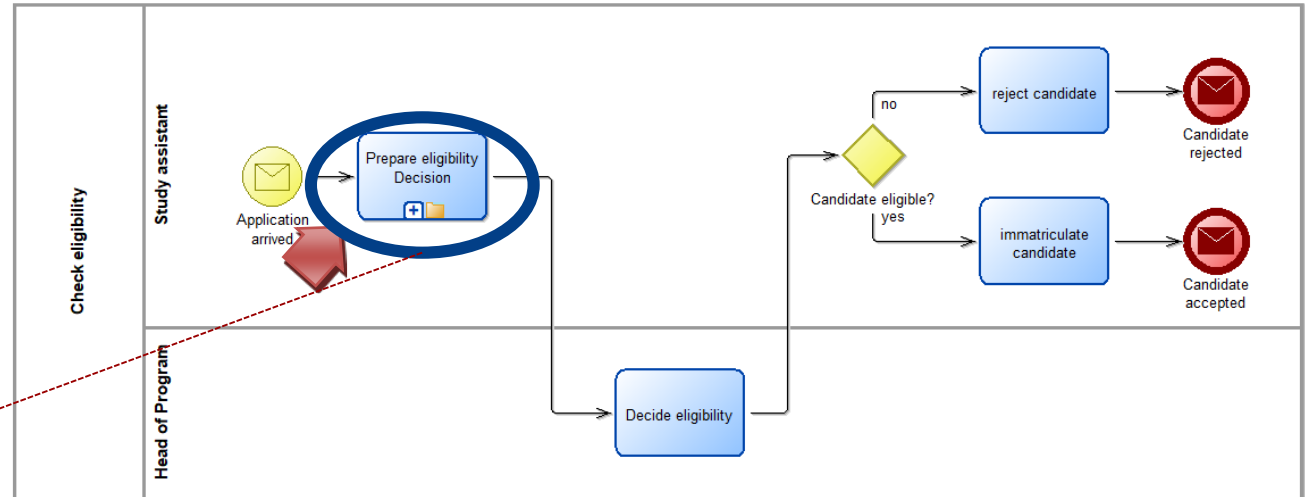 Check eligibility
Study assistant
Application
arrived
Prepare eligibility
Decision
Head of Program
Decide eligibility
Candidate eligible?
no
yes
reject candidate
Candidate
rejected
immatriculate
candidate
Candidate
accepted